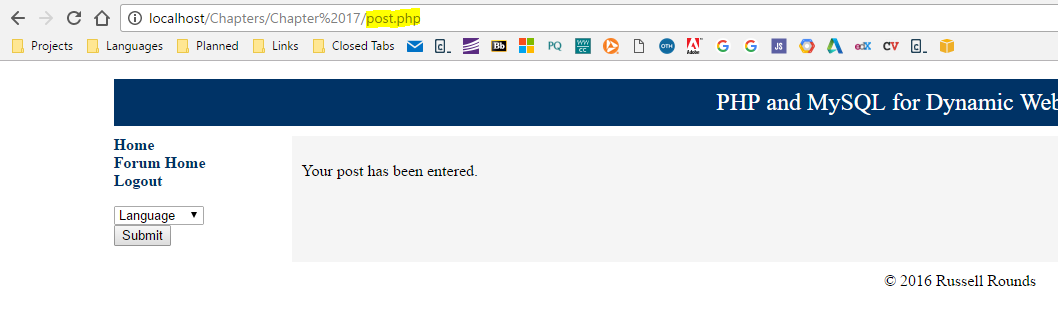 localhost/Chapters/Chapter%2017/post.php
Projects Languages Planned Links Closed Tabs
PHP and MySQL for Dynamic Web
Home
Forum Home
Logout
Your post has been entered.
Language
Submit
© 2016 Russell Rounds